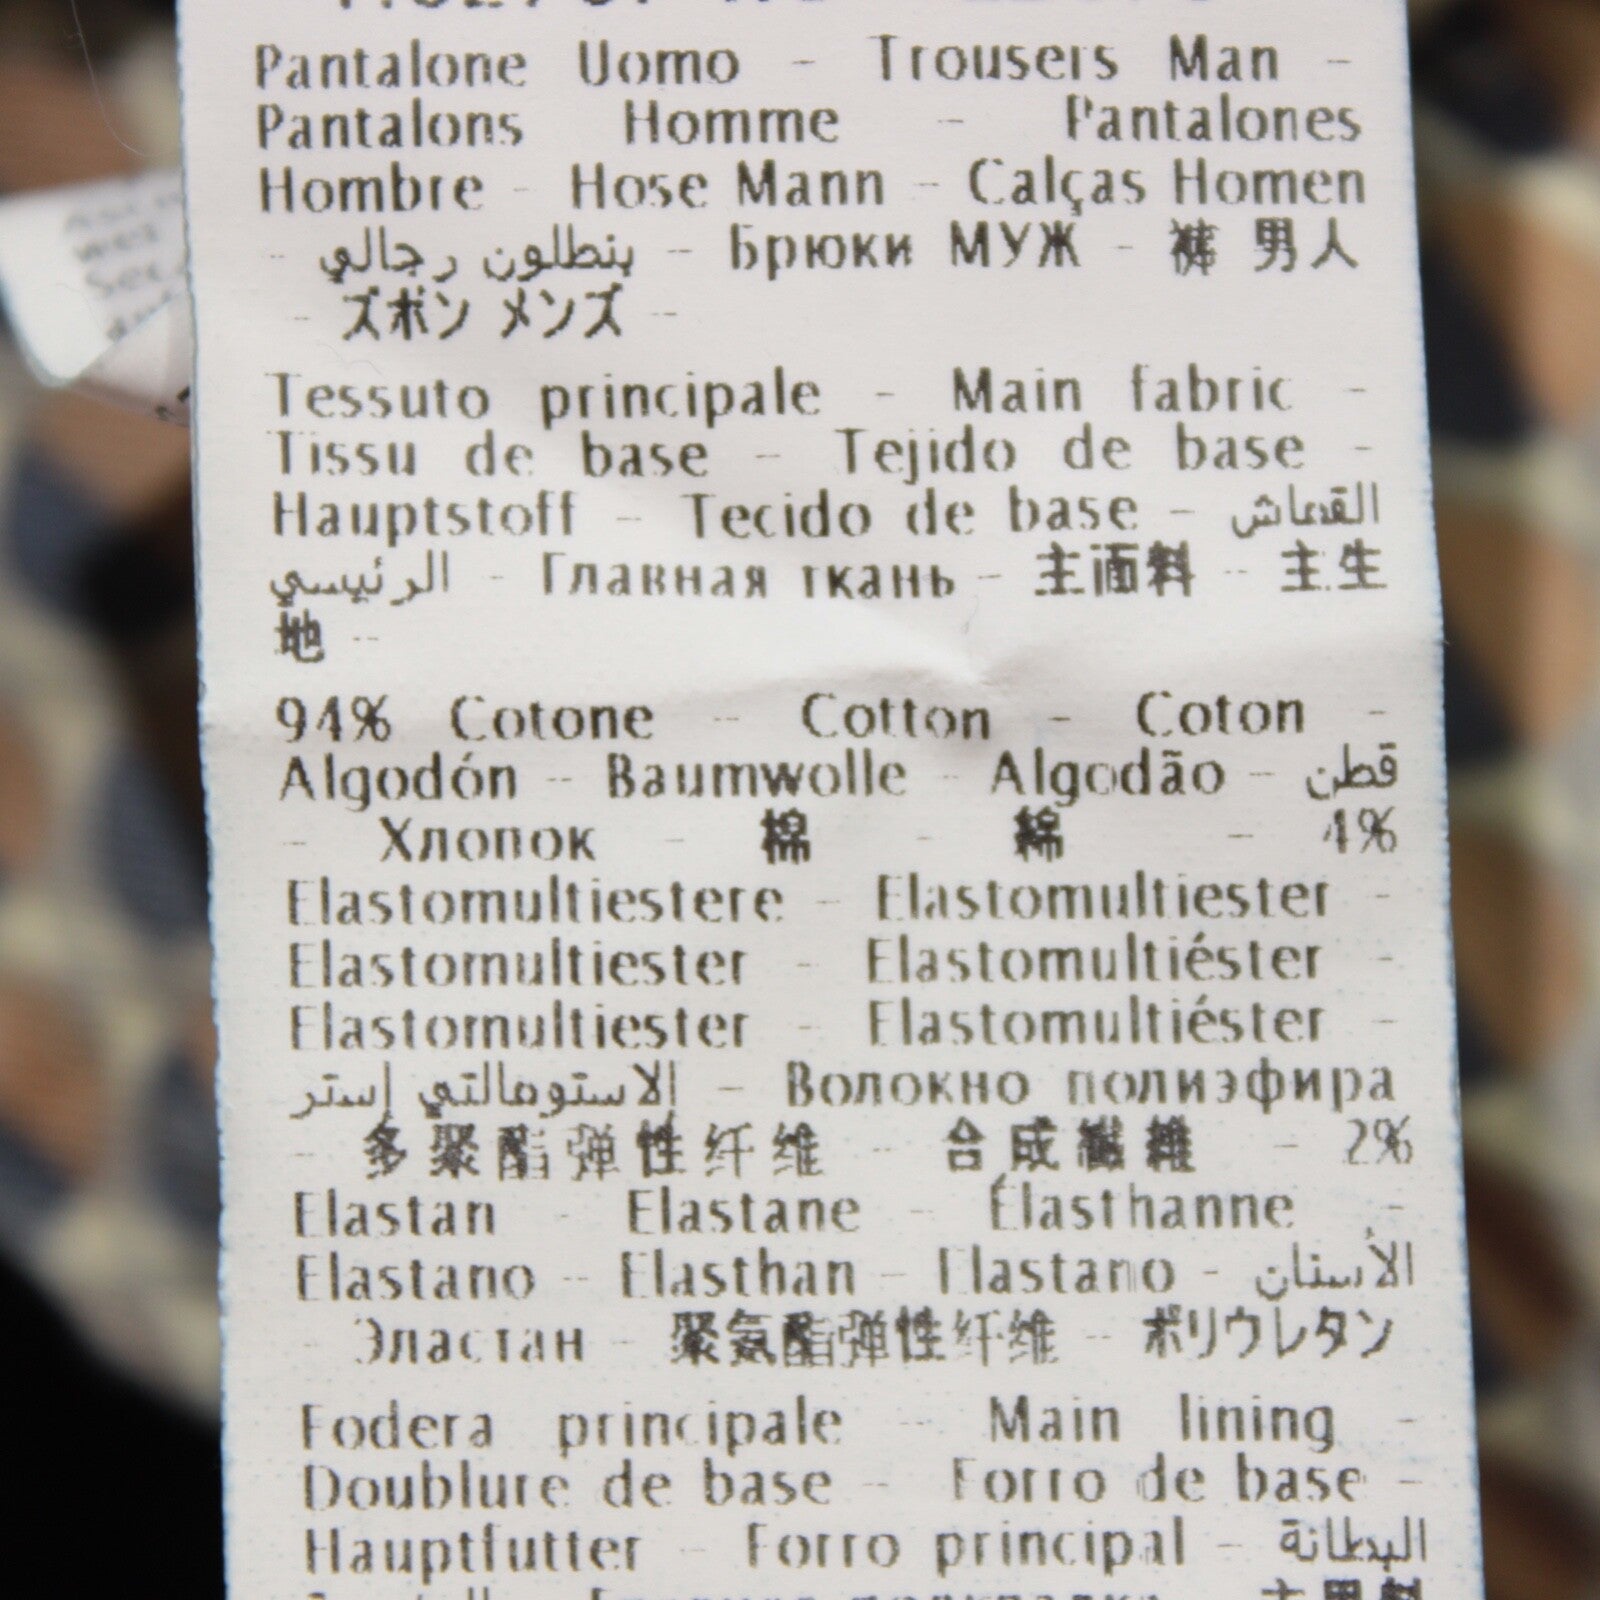 Pantalone Uomo - Trousers Man -
Pantalons Homme - Pantalones
Hombre - Hose Mann - Calças Homen
- بنطلون رجالي - Брюки МУЖ - 裤 男人
- ズボン メンズ -
Tessuto principale - Main fabric -
Tissu de base - Tejido de base -
Hauptstoff - Tecido de base - القماش
الرئيسي - Главная ткань - 主面料 - 主生
地 -
94% Cotone - Cotton - Coton -
Algodón - Baumwolle - Algodão - قطن
- Хлопок - 棉 - 綿 - 4%
Elastomultiestere - Elastomultiester -
Elastomultiester - Elastomultiéster -
Elastomultiester - Elastomultiéster -
الاستومالتي إستر - Волокно полиэфира
- 多聚酯弹性纤维 - 合成繊維 - 2%
Elastan - Elastane - Élasthanne -
Elastano - Elasthan - Elastano - الأستان
- Эластан - 聚氨酯弹性纤维 - ポリウレタン
Fodera principale - Main lining -
Doublure de base - Forro de base -
Hauptfutter - Forro principal - البطانة